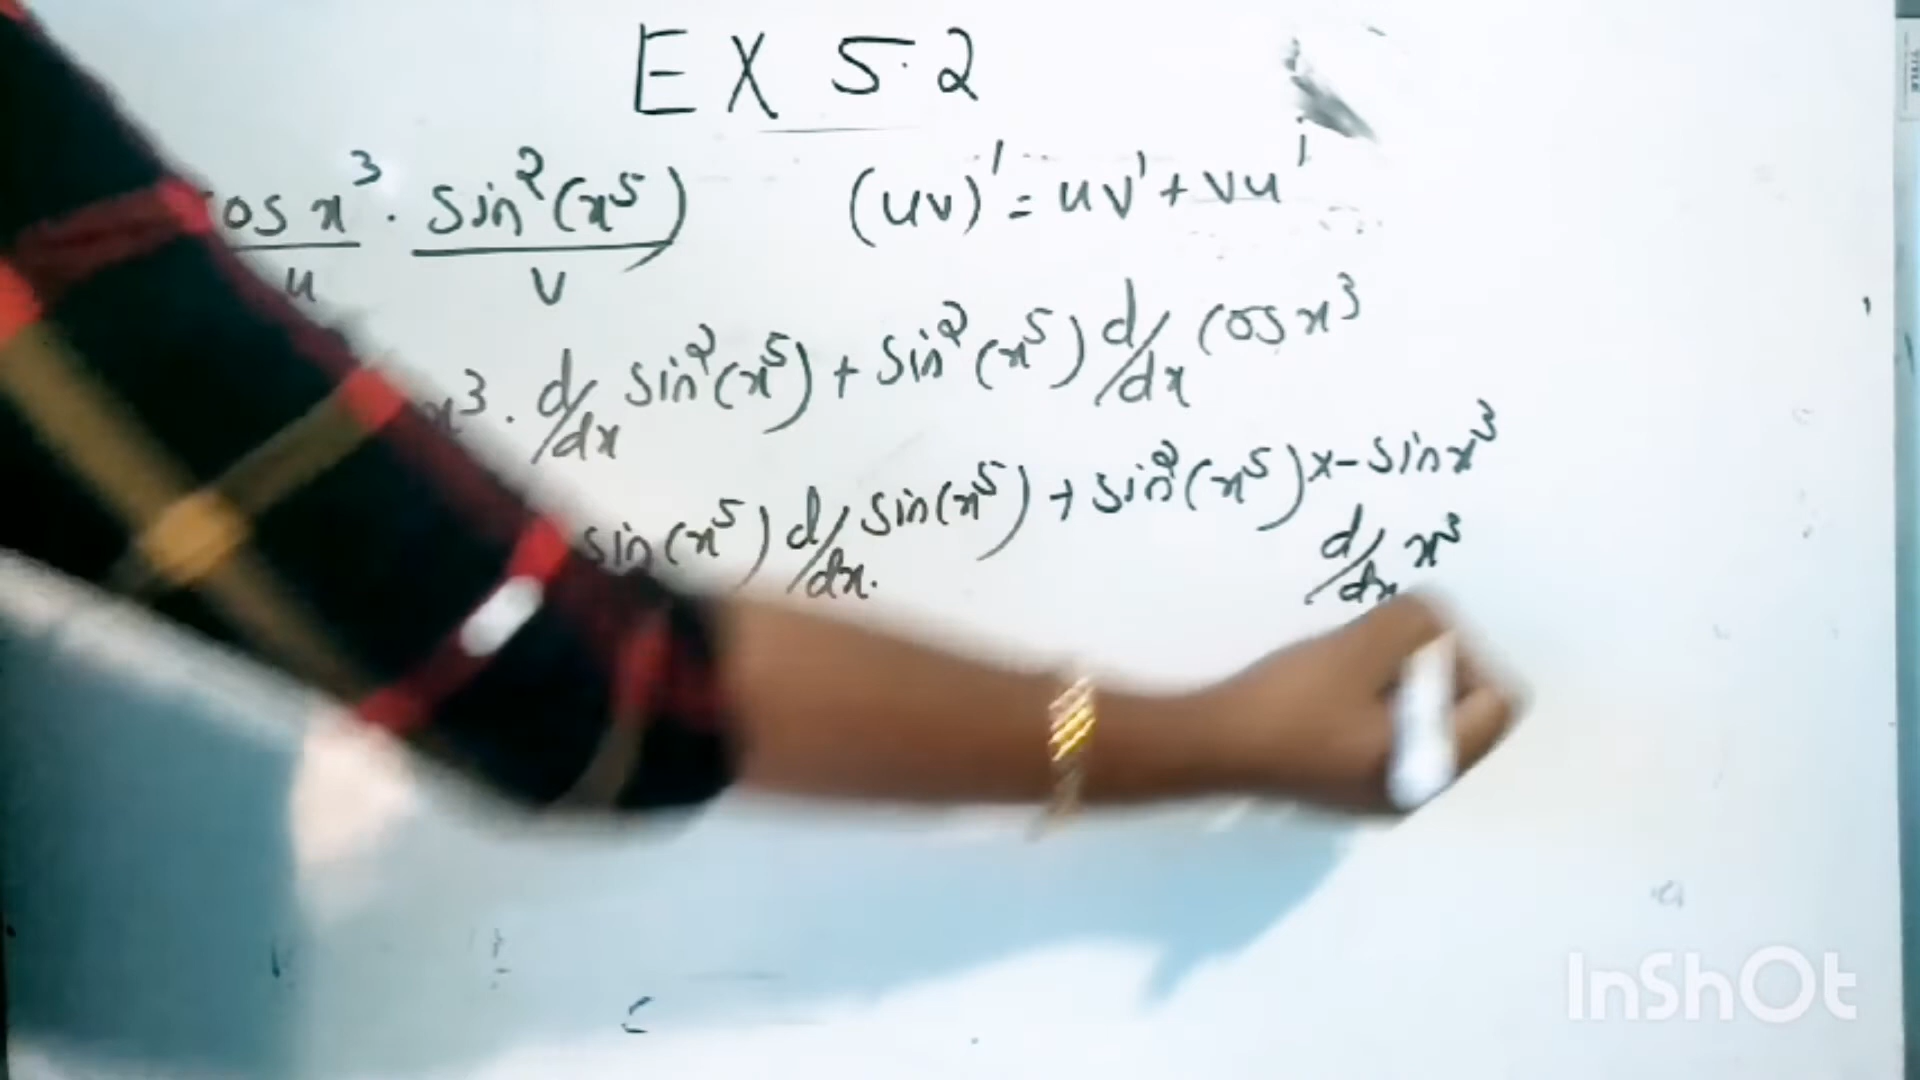 EX 5.2
cos x³ . sin²(x⁵) (uv)' = uv' + vu'
u v
x³ . d/dx sin²(x⁵) + sin²(x⁵) d/dx cos x³
sin(x⁵) d/dx. sin(x⁵) + sin²(x⁵) x - sin x³
d/dx x³
InShOt